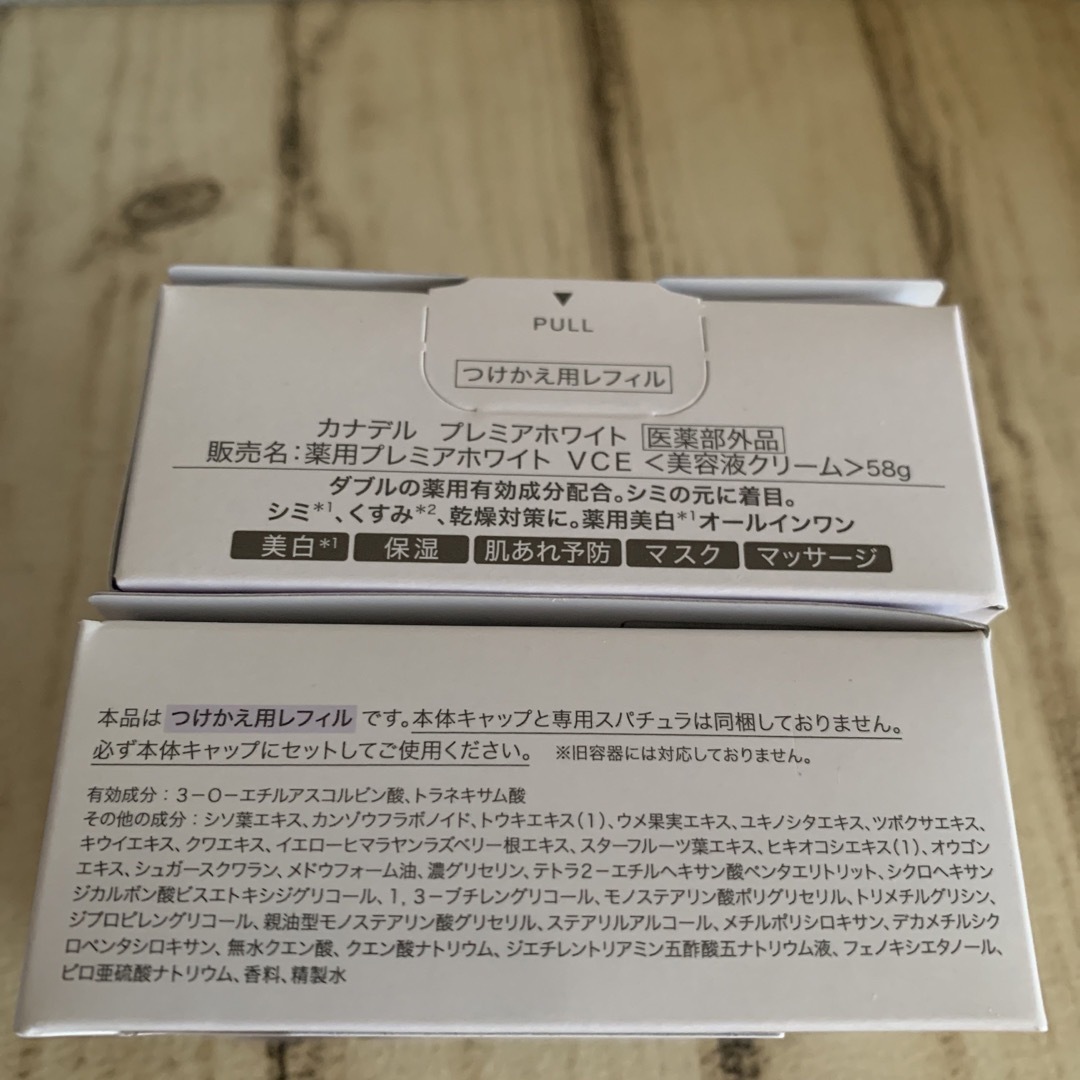 ▼
PULL
つけかえ用レフィル
カナデル プレミアホワイト 医薬部外品
販売名：薬用プレミアホワイト VCE ＜美容液クリーム＞58g
ダブルの薬用有効成分配合。シミの元に着目。
シミ*1、くすみ*2、乾燥対策に。薬用美白*1オールインワン
美白*1 保湿 肌あれ予防 マスク マッサージ
本品は つけかえ用レフィル です。本体キャップと専用スパチュラは同梱しておりません。
必ず本体キャップにセットしてご使用ください。 ※旧容器には対応しておりません。
有効成分：3－O－エチルアスコルビン酸、トラネキサム酸
その他の成分：シソ葉エキス、カンゾウフラボノイド、トウキエキス（1）、ウメ果実エキス、ユキノシタエキス、ツボクサエキス、
キウイエキス、クワエキス、イエローヒマラヤンラズベリー根エキス、スターフルーツ葉エキス、ヒキオコシエキス（1）、オウゴン
エキス、シュガースクワラン、メドウフォーム油、濃グリセリン、テトラ2－エチルヘキサン酸ペンタエリトリット、シクロヘキサン
ジカルボン酸ビスエトキシジグリコール、1，3－ブチレングリコール、モノステアリン酸ポリグリセリル、トリメチルグリシン、
ジプロピレングリコール、親油型モノステアリン酸グリセリル、ステアリルアルコール、メチルポリシロキサン、デカメチルシク
ロペンタシロキサン、無水クエン酸、クエン酸ナトリウム、ジエチレントリアミン五酢酸五ナトリウム液、フェノキシエタノール、
ピロ亜硫酸ナトリウム、香料、精製水